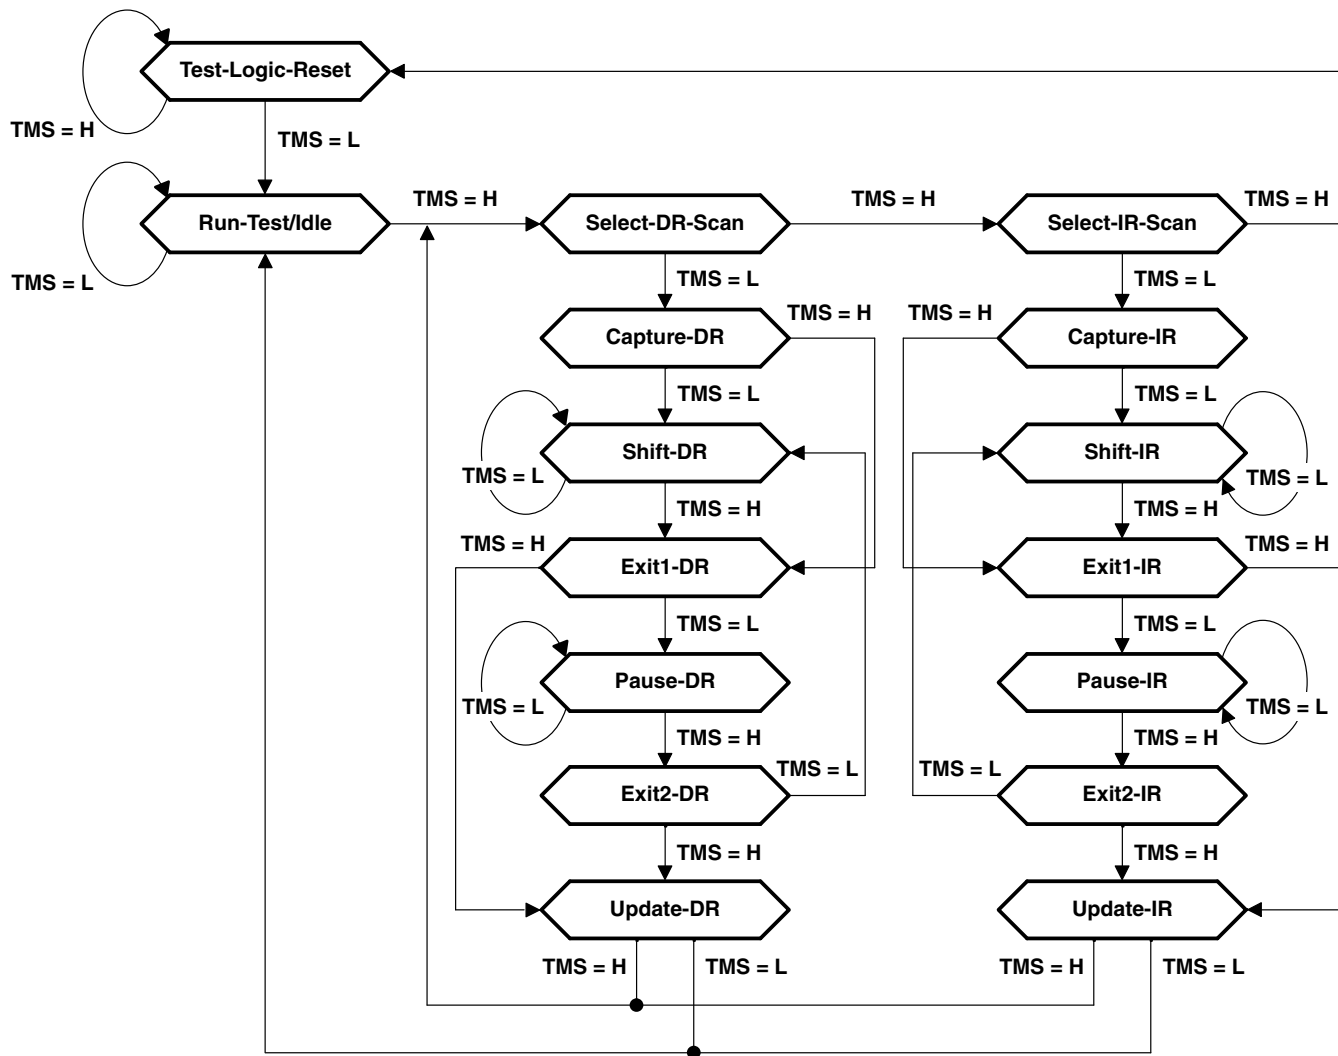 Test-Logic-Reset
TMS = H
TMS = L
Run-Test/Idle
TMS = L
TMS = H
Select-DR-Scan
TMS = H
Select-IR-Scan
TMS = H
TMS = L
TMS = L
Capture-DR
TMS = H
TMS = H
Capture-IR
TMS = L
TMS = L
TMS = L
Shift-DR
Shift-IR
TMS = L
TMS = H
TMS = H
TMS = H
Exit1-DR
Exit1-IR
TMS = H
TMS = L
TMS = L
TMS = L
Pause-DR
Pause-IR
TMS = L
TMS = H
TMS = H
Exit2-DR
TMS = L
TMS = L
Exit2-IR
TMS = H
TMS = H
Update-DR
Update-IR
TMS = H
TMS = L
TMS = H
TMS = L